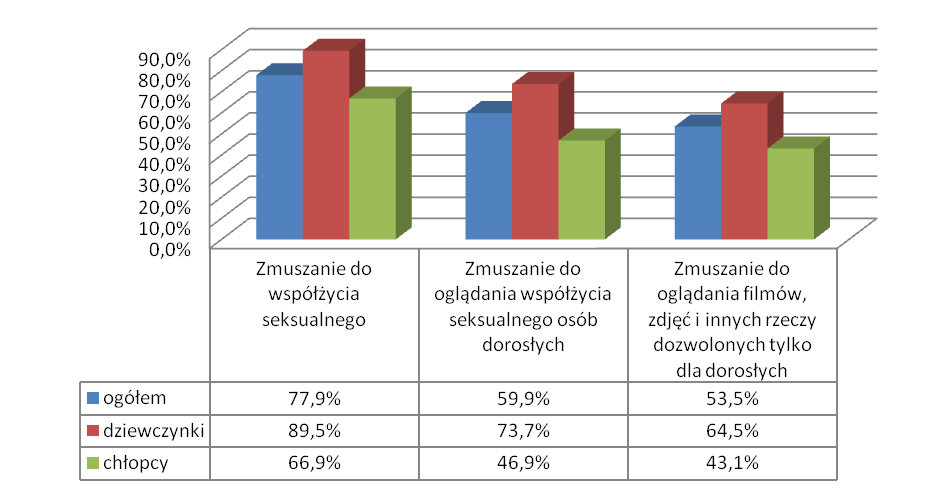 90,0%
80,0%
70,0%
60,0%
50,0%
40,0%
30,0%
20,0%
10,0%
0,0%
Zmuszanie do
współżycia
seksualnego
Zmuszanie do
oglądania współżycia
seksualnego osób
dorosłych
Zmuszanie do
oglądania filmów,
zdjęć i innych rzeczy
dozwolonych tylko
dla dorosłych
ogółem 77,9% 59,9% 53,5%
dziewczynki 89,5% 73,7% 64,5%
chłopcy 66,9% 46,9% 43,1%